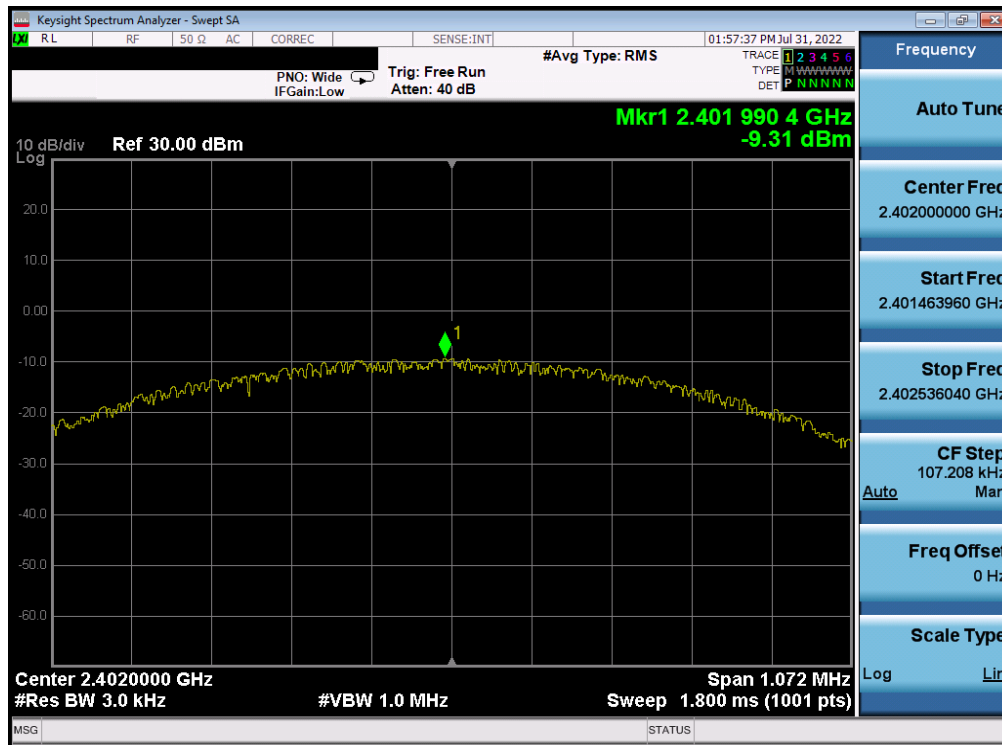 Keysight Spectrum Analyzer - Swept SA
LXI RL RF 50 Ω AC CORREC SENSE:INT 01:57:37 PM Jul 31, 2022
Frequency
#Avg Type: RMS TRACE 1 2 3 4 5 6
PNO: Wide Trig: Free Run TYPE M WWWWW
IFGain:Low Atten: 40 dB DET P N N N N N
Auto Tune
Mkr1 2.401 990 4 GHz
-9.31 dBm
10 dB/div Ref 30.00 dBm
Log
Center Freq
2.402000000 GHz
20.0
10.0
Start Freq
2.401463960 GHz
0.00
1
-10.0
Stop Freq
2.402536040 GHz
-20.0
-30.0
CF Step
107.208 kHz
Auto Man
-40.0
-50.0
Freq Offset
0 Hz
-60.0
Scale Type
Log Lin
Center 2.4020000 GHz Span 1.072 MHz
#Res BW 3.0 kHz #VBW 1.0 MHz Sweep 1.800 ms (1001 pts)
MSG STATUS